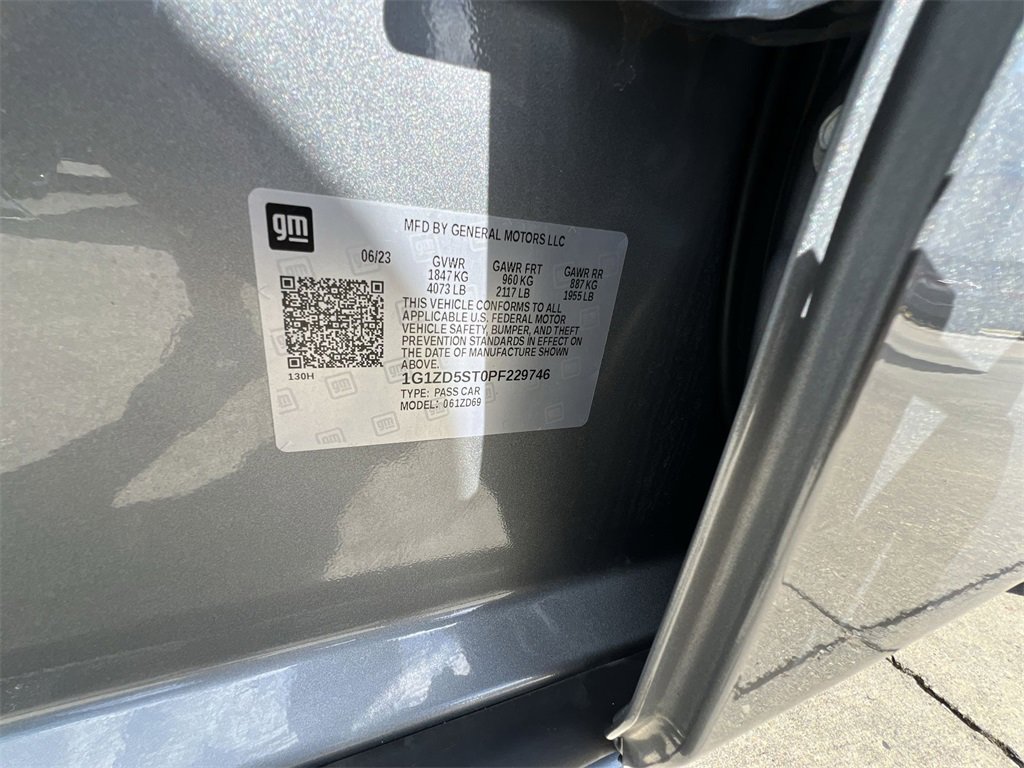 gm
MFD BY GENERAL MOTORS LLC
06/23
GVWR
1847 KG
4073 LB
GAWR FRT
960 KG
2117 LB
GAWR RR
887 KG
1955 LB
THIS VEHICLE CONFORMS TO ALL
APPLICABLE U.S. FEDERAL MOTOR
VEHICLE SAFETY, BUMPER, AND THEFT
PREVENTION STANDARDS IN EFFECT ON
THE DATE OF MANUFACTURE SHOWN
ABOVE.
130H
1G1ZD5ST0PF229746
TYPE: PASS CAR
MODEL: 061ZD69